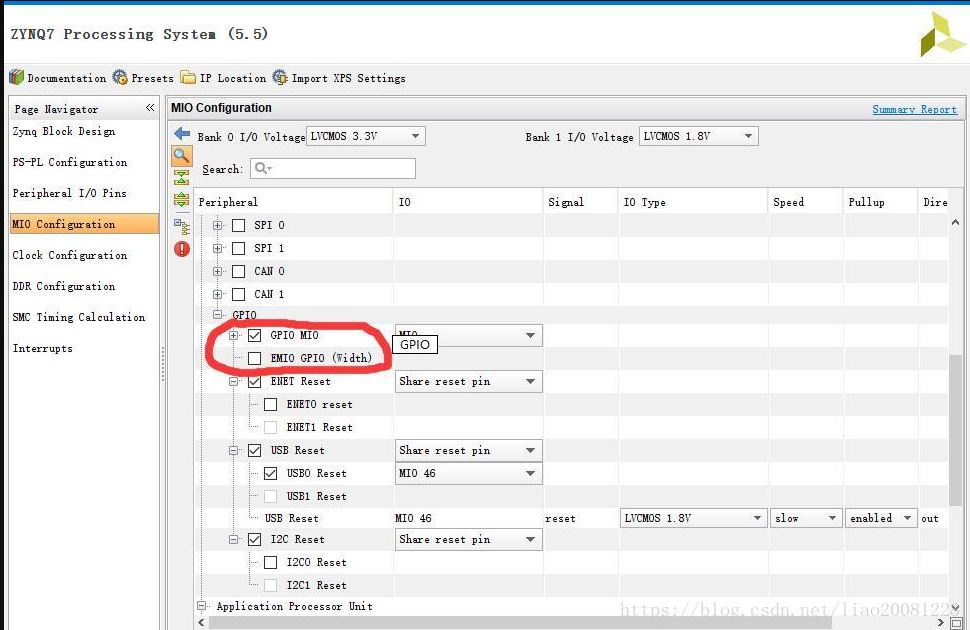 ZYNQ7 Processing System (5.5)
Documentation Presets IP Location Import XPS Settings
Page Navigator «
Zynq Block Design
PS-PL Configuration
Peripheral I/O Pins
MIO Configuration
Clock Configuration
DDR Configuration
SMC Timing Calculation
Interrupts
MIO Configuration Summary Report
Bank 0 I/O Voltage LVCMOS 3.3V Bank 1 I/O Voltage LVCMOS 1.8V
Search:
Peripheral IO Signal IO Type Speed Pullup Dire
SPI 0
SPI 1
CAN 0
CAN 1
GPIO
GPIO MIO MIO
GPIO
EMIO GPIO (Width)
ENET Reset Share reset pin
ENET0 reset
ENET1 Reset
USB Reset Share reset pin
USB0 Reset MIO 46
USB1 Reset
USB Reset MIO 46 reset LVCMOS 1.8V slow enabled out
I2C Reset Share reset pin
I2C0 Reset
I2C1 Reset
Application Processor Unit